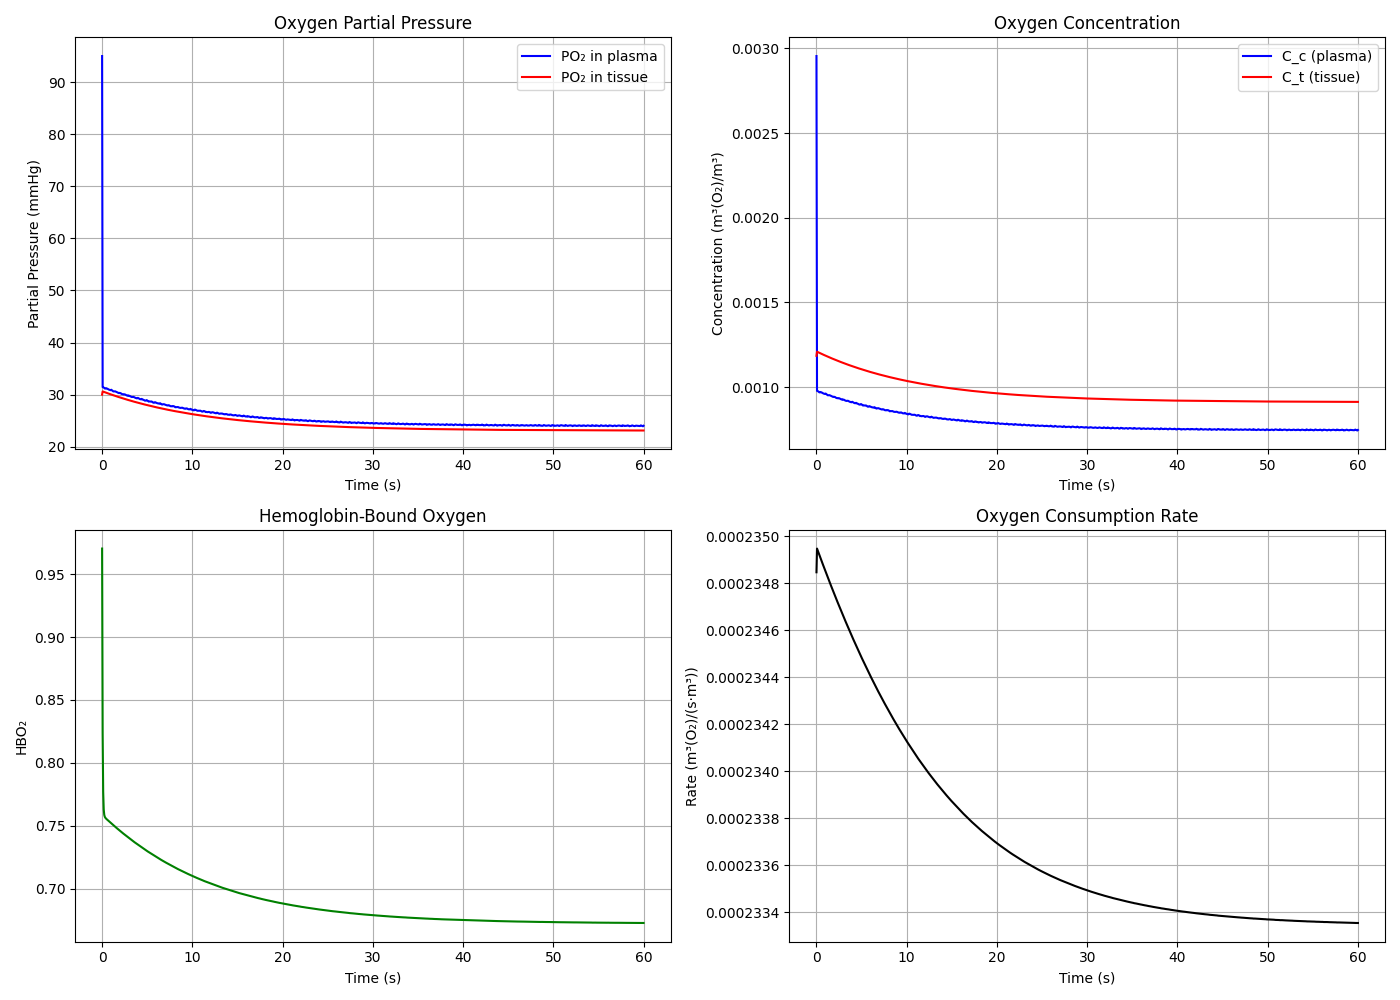 Oxygen Partial Pressure
PO₂ in plasma
PO₂ in tissue
Partial Pressure (mmHg)
90
80
70
60
50
40
30
20
0 10 20 30 40 50 60
Time (s)
Oxygen Concentration
C_c (plasma)
C_t (tissue)
Concentration (m³(O₂)/m³)
0.0030
0.0025
0.0020
0.0015
0.0010
0 10 20 30 40 50 60
Time (s)
Hemoglobin-Bound Oxygen
HBO₂
0.95
0.90
0.85
0.80
0.75
0.70
0 10 20 30 40 50 60
Time (s)
Oxygen Consumption Rate
Rate (m³(O₂)/(s·m³))
0.0002350
0.0002348
0.0002346
0.0002344
0.0002342
0.0002340
0.0002338
0.0002336
0.0002334
0 10 20 30 40 50 60
Time (s)